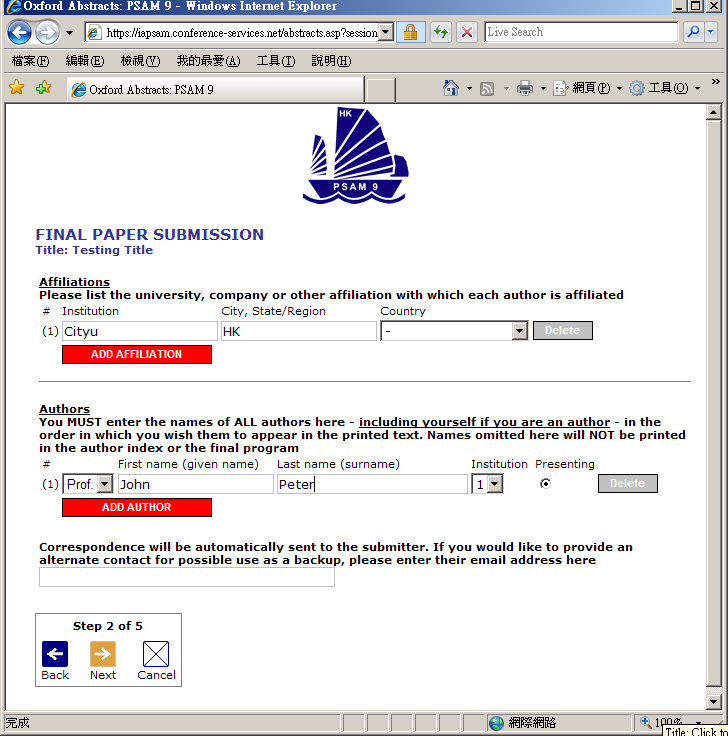 Oxford Abstracts: PSAM 9 - Windows Internet Explorer
https://iapsam.conference-services.net/abstracts.asp?session
Live Search
檔案(F) 編輯(E) 檢視(V) 我的最愛(A) 工具(T) 說明(H)
Oxford Abstracts: PSAM 9
網頁(P) 工具(O) »
HK
PSAM 9
FINAL PAPER SUBMISSION
Title: Testing Title
Affiliations
Please list the university, company or other affiliation with which each author is affiliated
# Institution City, State/Region Country
(1) Cityu HK - Delete
ADD AFFILIATION
Authors
You MUST enter the names of ALL authors here - including yourself if you are an author - in the
order in which you wish them to appear in the printed text. Names omitted here will NOT be printed
in the author index or the final program
# First name (given name) Last name (surname) Institution Presenting
(1) Prof. John Peter 1 Delete
ADD AUTHOR
Correspondence will be automatically sent to the submitter. If you would like to provide an
alternate contact for possible use as a backup, please enter their email address here
Step 2 of 5
Back Next Cancel
完成 網際網路 100%
Title: Click to